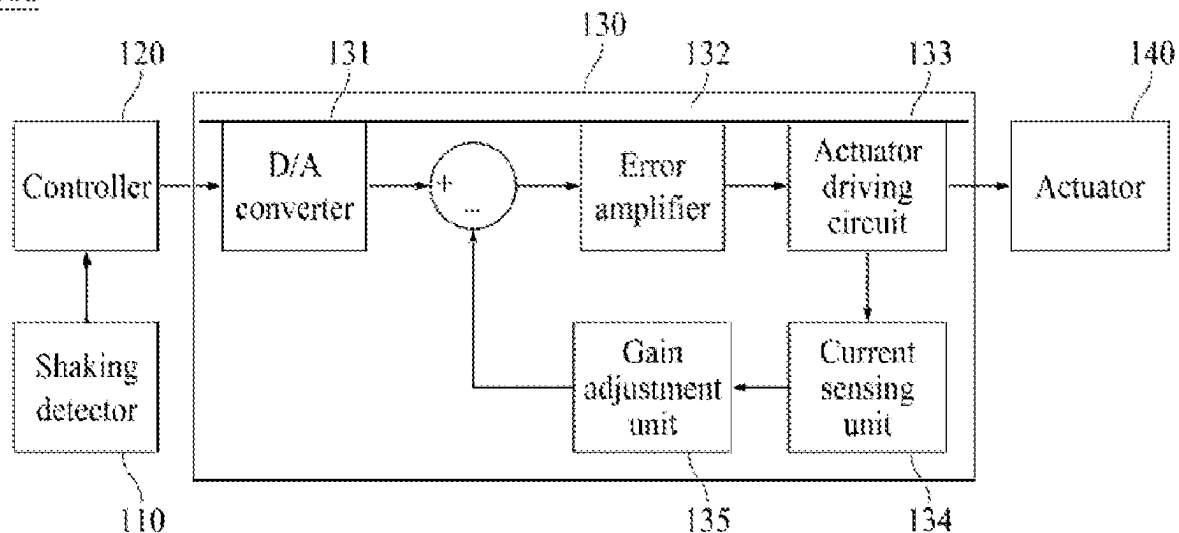 130
120
131
132
133
140
Controller
D/A
converter
+
...
Error
amplifier
Actuator
driving
circuit
Actuator
Shaking
detector
Gain
adjustment
unit
Current
sensing
unit
110
135
134